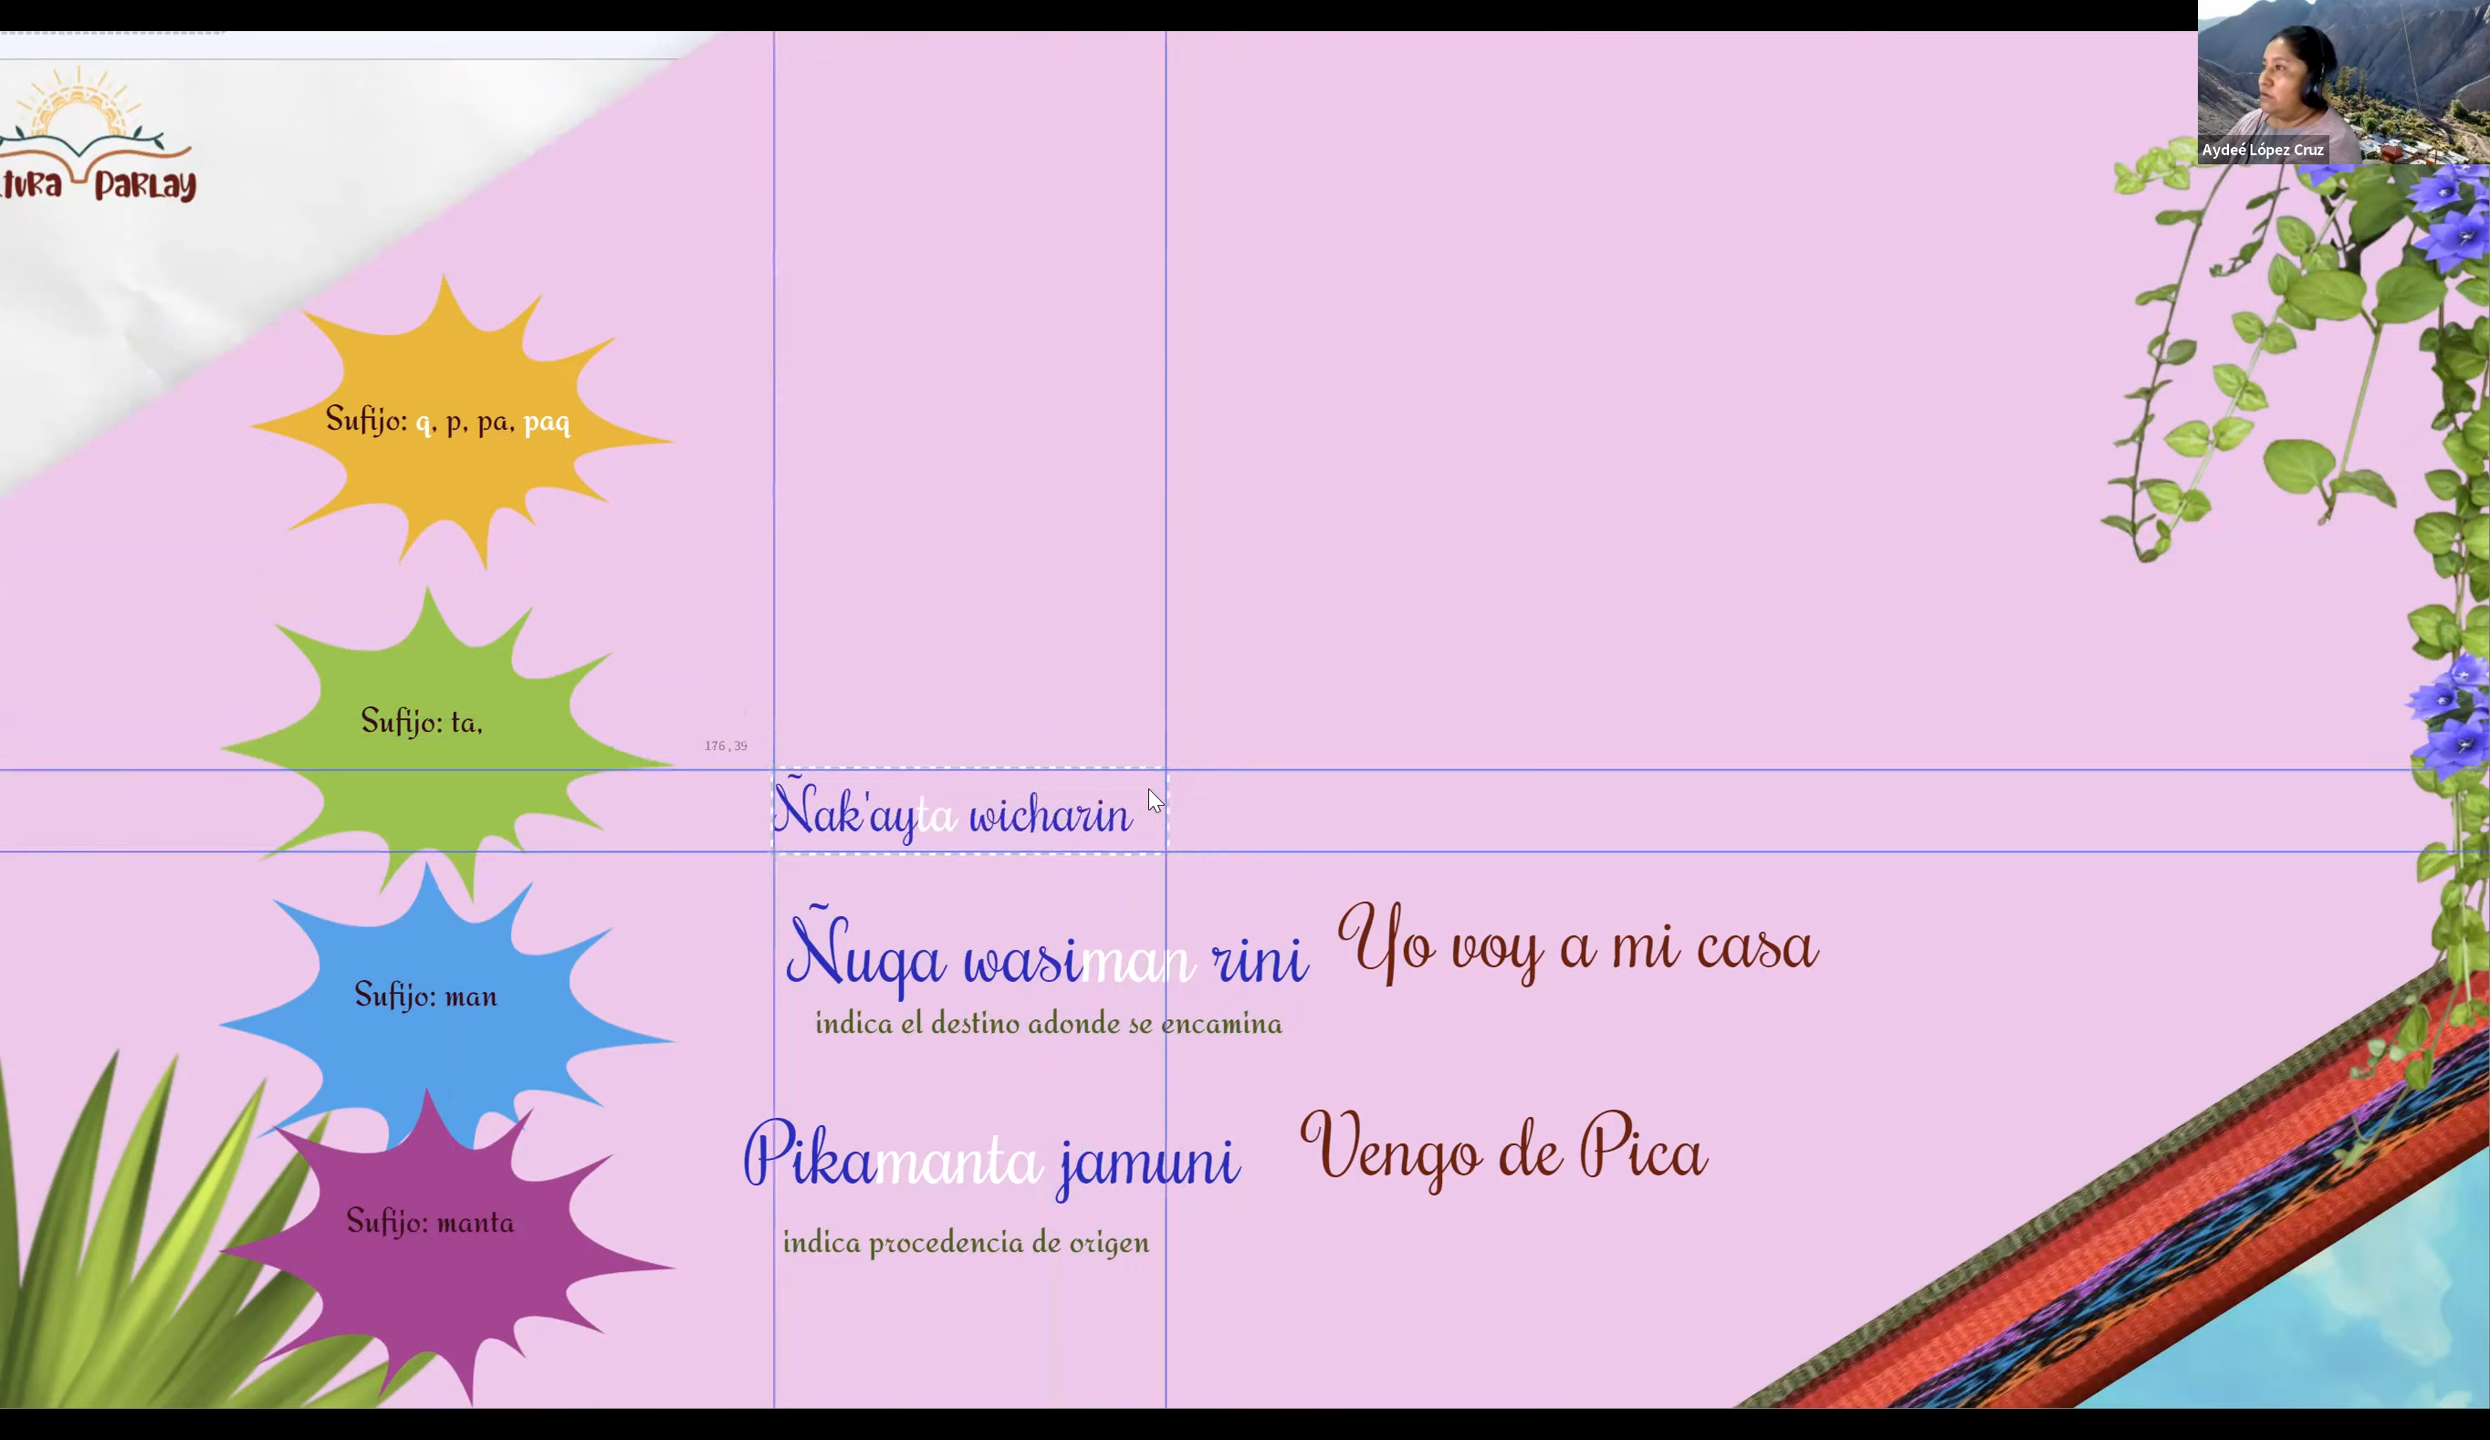 Aydeé López Cruz
tura Parlay
Sufijo: q, p, pa, paq
Sufijo: ta,
176,39
Ñak'ayta wicharin
Sufijo: man
Ñuqa wasiman rini
Yo voy a mi casa
indica el destino adonde se encamina
Sufijo: manta
Pikamanta jamuni
Vengo de Pica
indica procedencia de origen